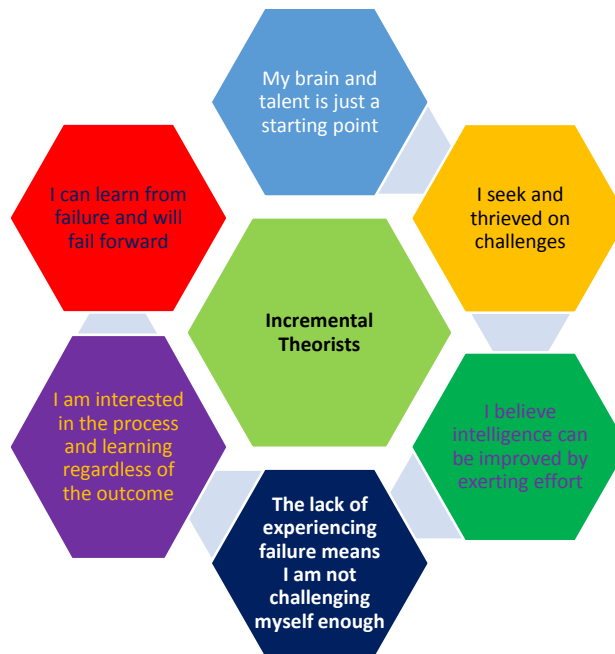 My brain and
talent is just a
starting point
I can learn from
failure and will
fail forward
I seek and
thrieved on
challenges
Incremental
Theorists
I am interested
in the process
and learning
regardless of
the outcome
I believe
intelligence can
be improved by
exerting effort
The lack of
experiencing
failure means
I am not
challenging
myself enough